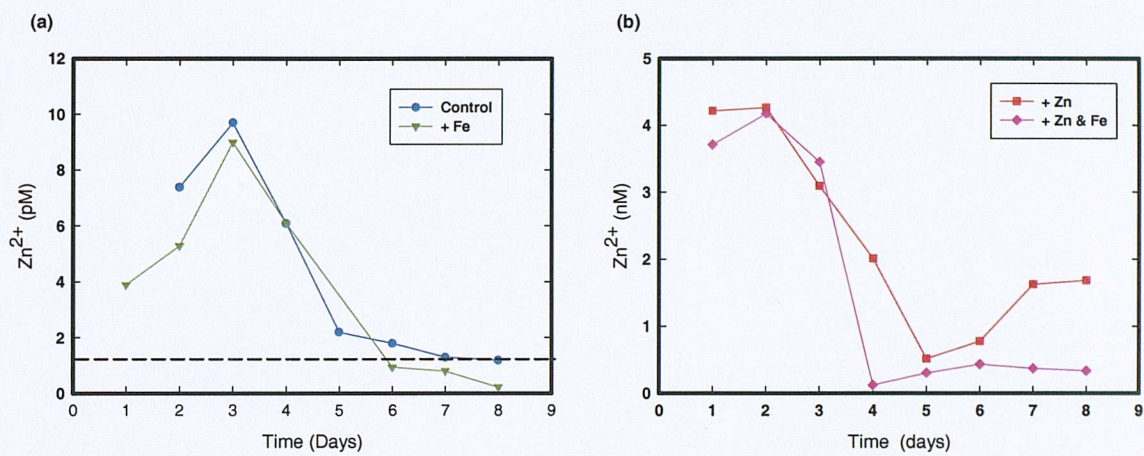 (a)
12
10
8
6
4
2
0
Zn2+ (pM)
Control
+ Fe
0 1 2 3 4 5 6 7 8 9
Time (Days)
(b)
5
4
3
2
1
0
Zn2+ (nM)
+ Zn
+ Zn & Fe
0 1 2 3 4 5 6 7 8 9
Time (days)